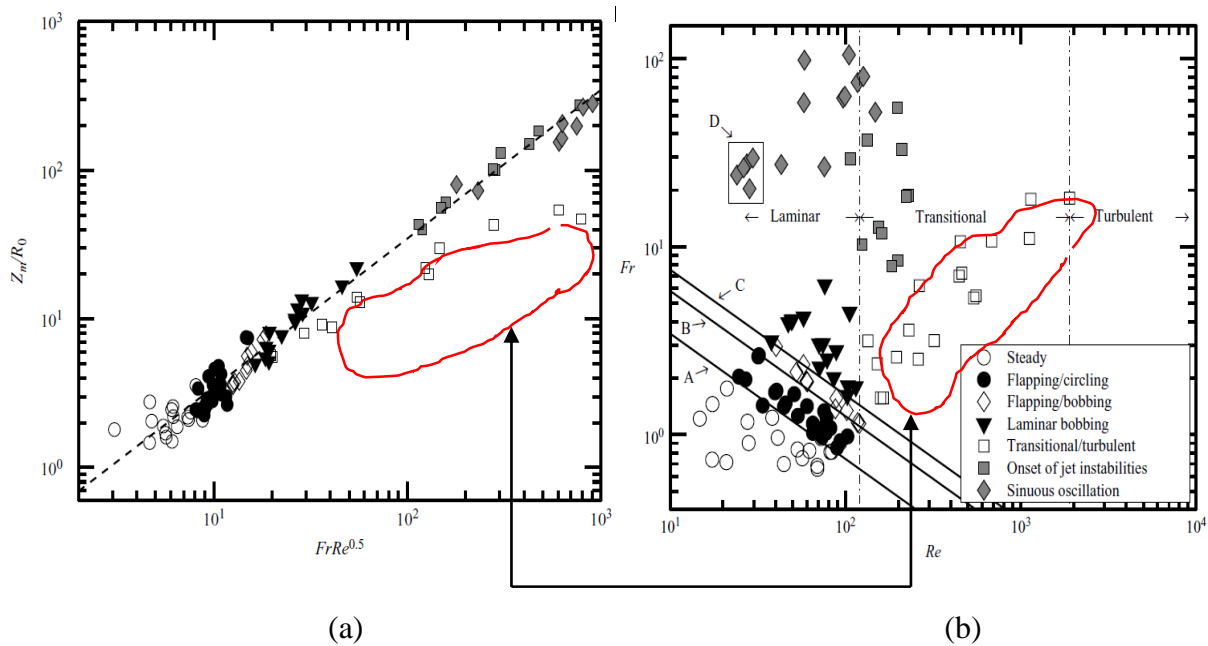 10^3
10^2
10^1
10^0
Z_m/R_0
10^1
10^2
10^3
FrRe^0.5
(a)
10^2
10^1
10^0
Fr
D
Laminar
Transitional
Turbulent
C
B
A
Steady
Flapping/circling
Flapping/bobbing
Laminar bobbing
Transitional/turbulent
Onset of jet instabilities
Sinuous oscillation
10^1
10^2
10^3
10^4
Re
(b)